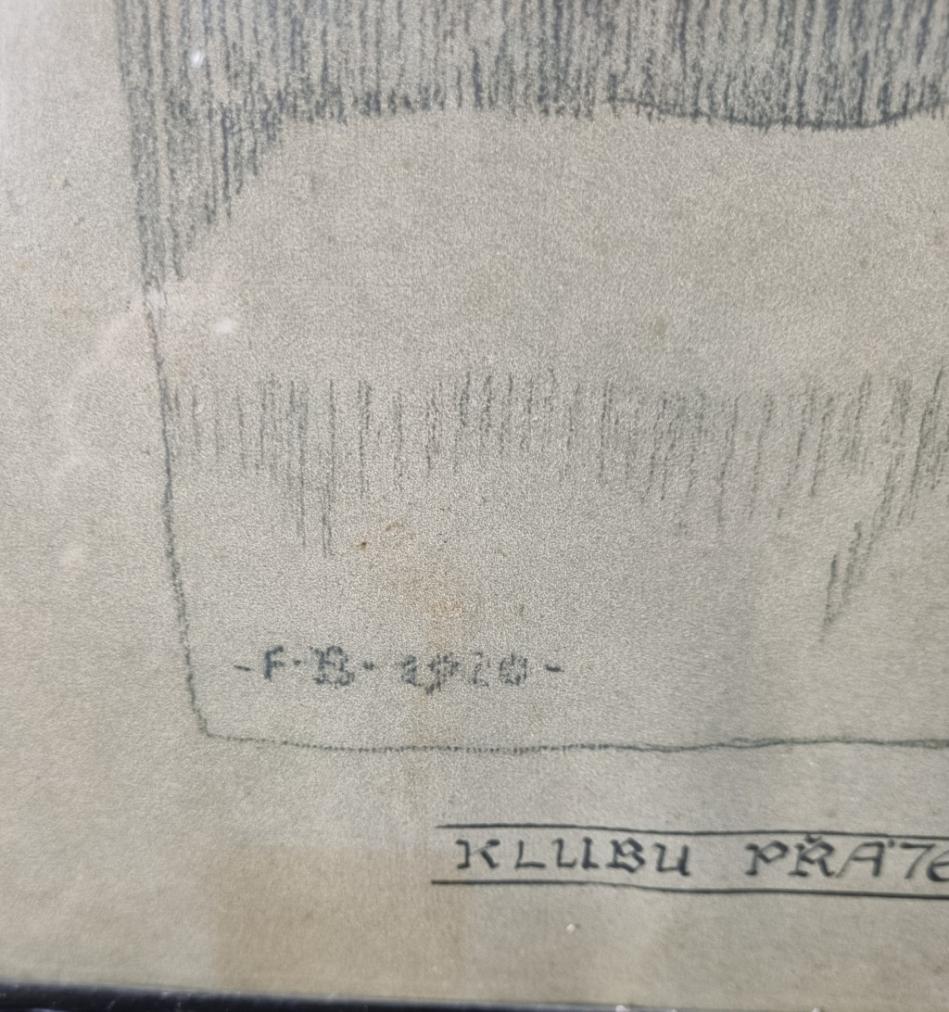 -F·B· 1920-
KLUBU PŘÁTE